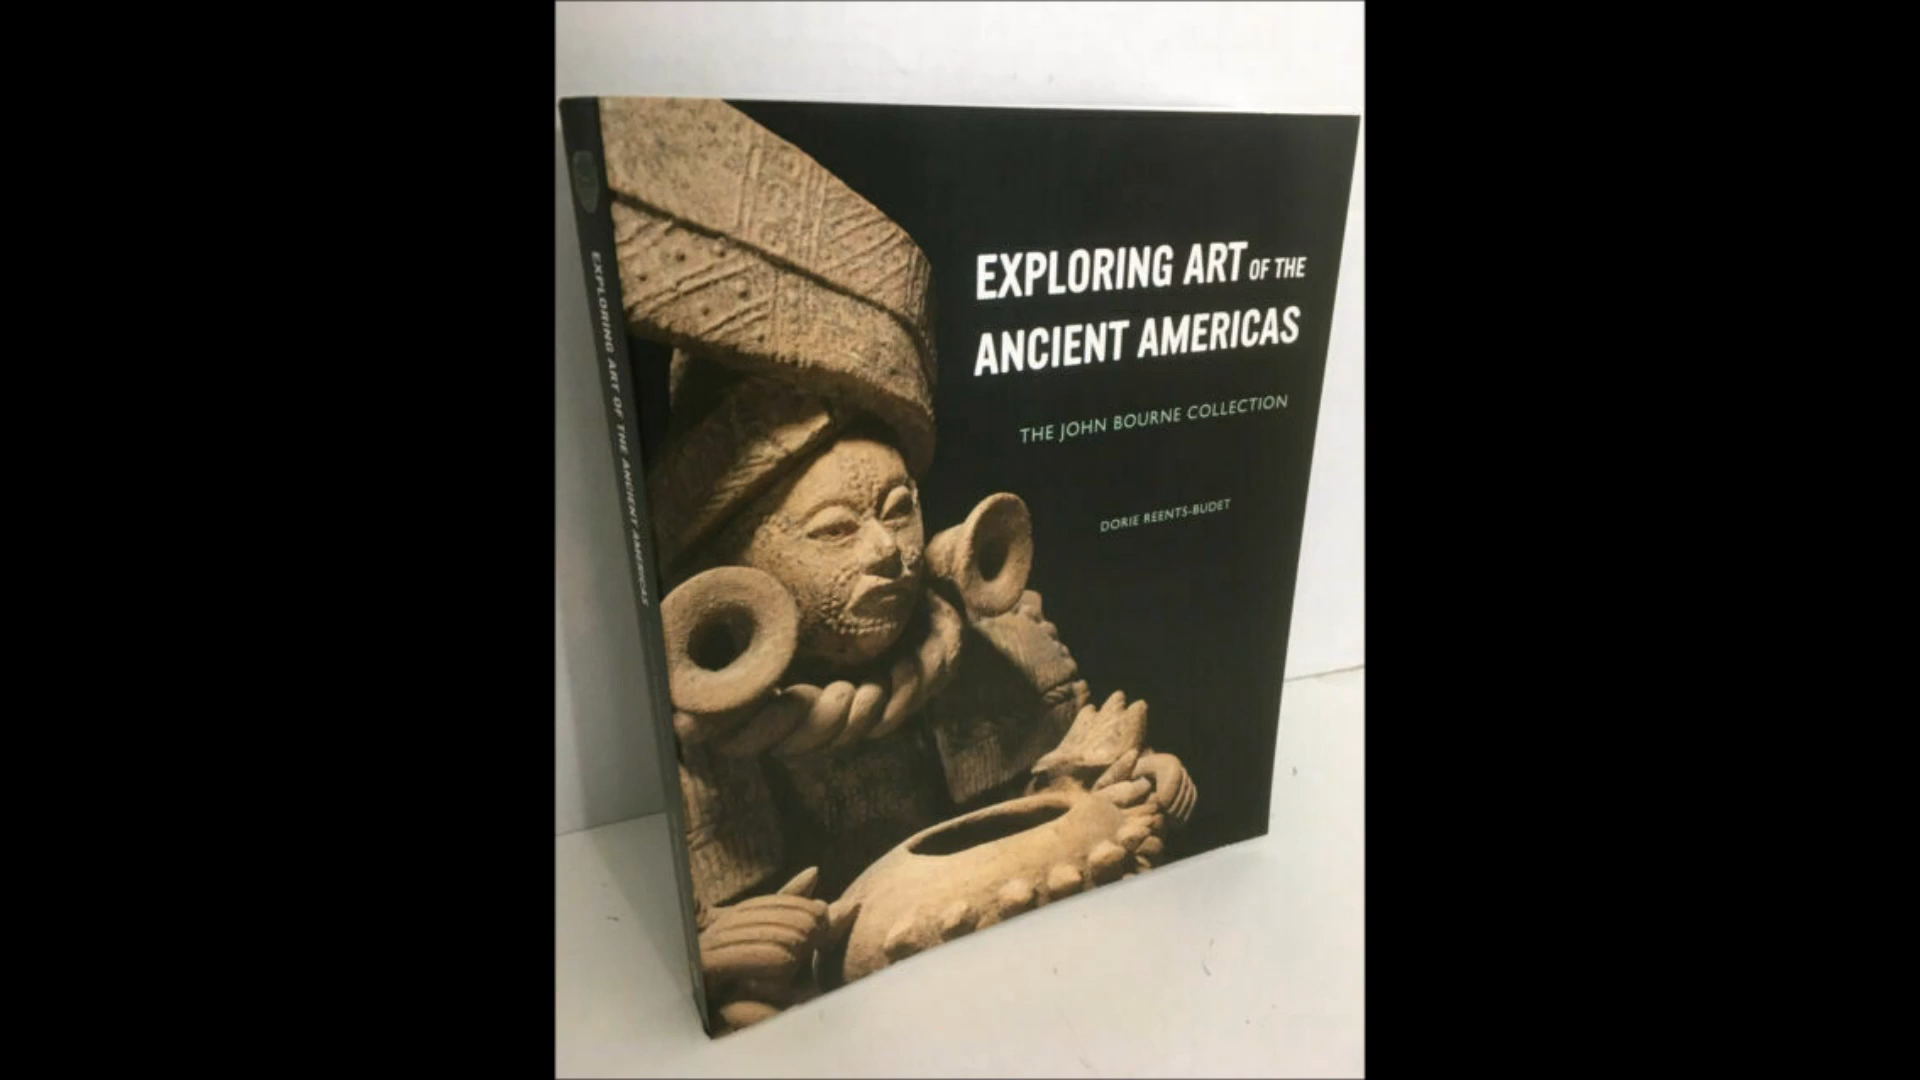 EXPLORING ART OF THE ANCIENT AMERICAS
EXPLORING ART OF THE
ANCIENT AMERICAS
THE JOHN BOURNE COLLECTION
DORIE REENTS-BUDET